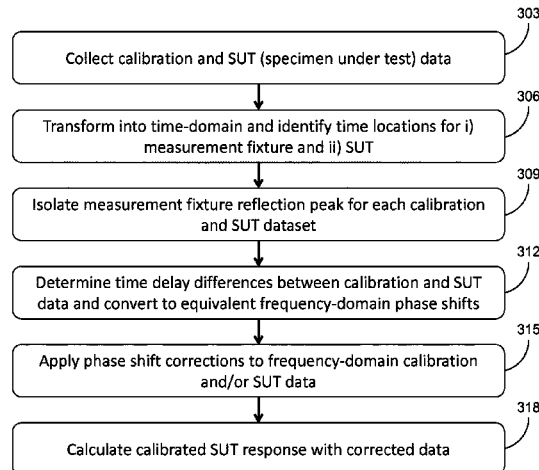 303
Collect calibration and SUT (specimen under test) data
306
Transform into time-domain and identify time locations for i)
measurement fixture and ii) SUT
309
Isolate measurement fixture reflection peak for each calibration
and SUT dataset
312
Determine time delay differences between calibration and SUT
data and convert to equivalent frequency-domain phase shifts
315
Apply phase shift corrections to frequency-domain calibration
and/or SUT data
318
Calculate calibrated SUT response with corrected data